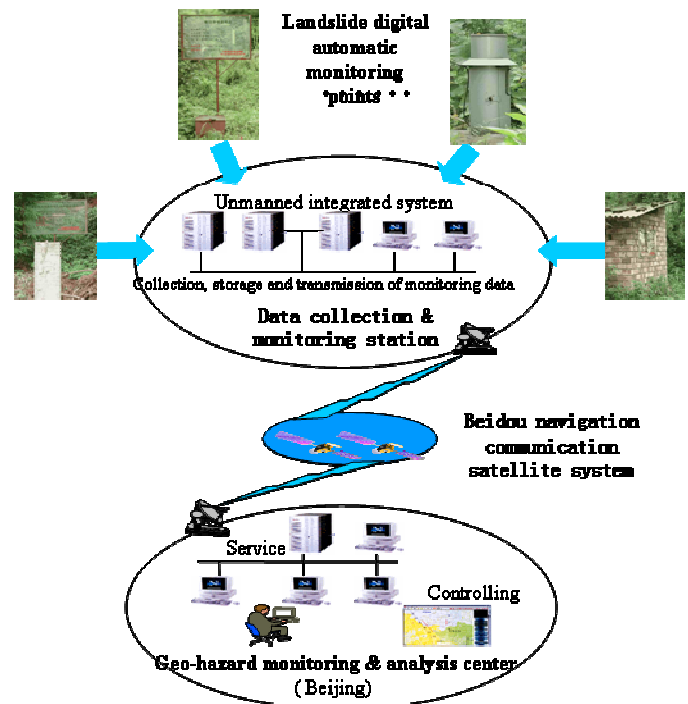 Landslide digital
automatic
monitoring
"points"
Unmanned integrated system
Collection, storage and transmission of monitoring data
Data collection &
monitoring station
Beidou navigation
communication
satellite system
Service
Controlling
Geo-hazard monitoring & analysis center
( Beijing)